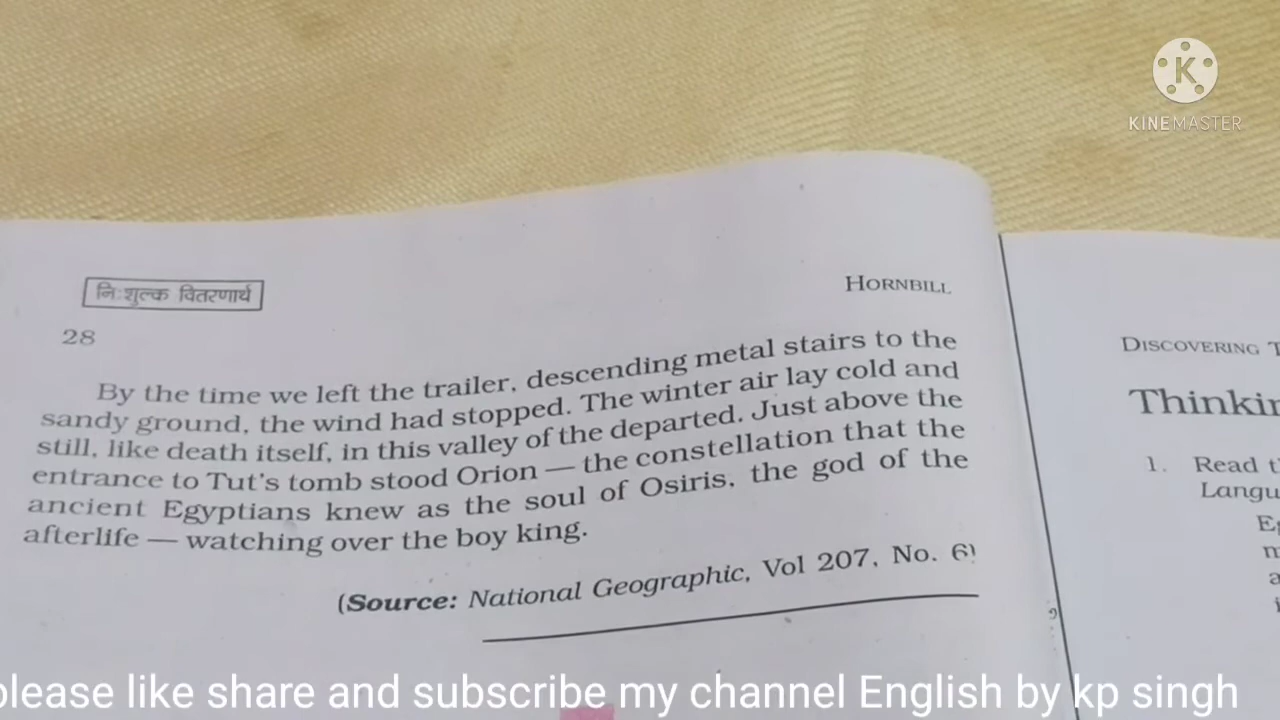 KINEMASTER
निःशुल्क वितरणार्थ
HORNBILL
28
By the time we left the trailer, descending metal stairs to the
sandy ground, the wind had stopped. The winter air lay cold and
still, like death itself, in this valley of the departed. Just above the
entrance to Tut's tomb stood Orion — the constellation that the
ancient Egyptians knew as the soul of Osiris, the god of the
afterlife — watching over the boy king.
(Source: National Geographic, Vol 207, No. 6)
DISCOVERING
1. Read
please like share and subscribe my channel English by kp singh